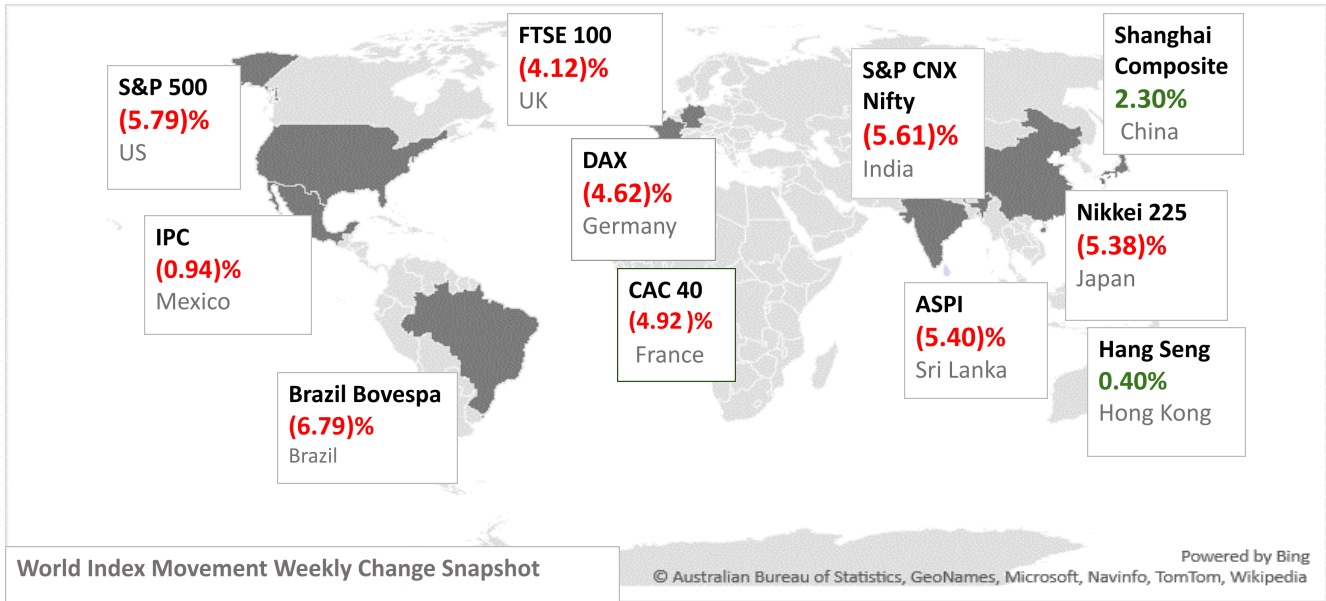 S&P 500
(5.79)%
US
FTSE 100
(4.12)%
UK
S&P CNX
Nifty
(5.61)%
India
Shanghai
Composite
2.30%
China
DAX
(4.62)%
Germany
IPC
(0.94)%
Mexico
Nikkei 225
(5.38)%
Japan
CAC 40
(4.92 )%
France
ASPI
(5.40)%
Sri Lanka
Hang Seng
0.40%
Hong Kong
Brazil Bovespa
(6.79)%
Brazil
World Index Movement Weekly Change Snapshot
Powered by Bing
© Australian Bureau of Statistics, GeoNames, Microsoft, Navinfo, TomTom, Wikipedia